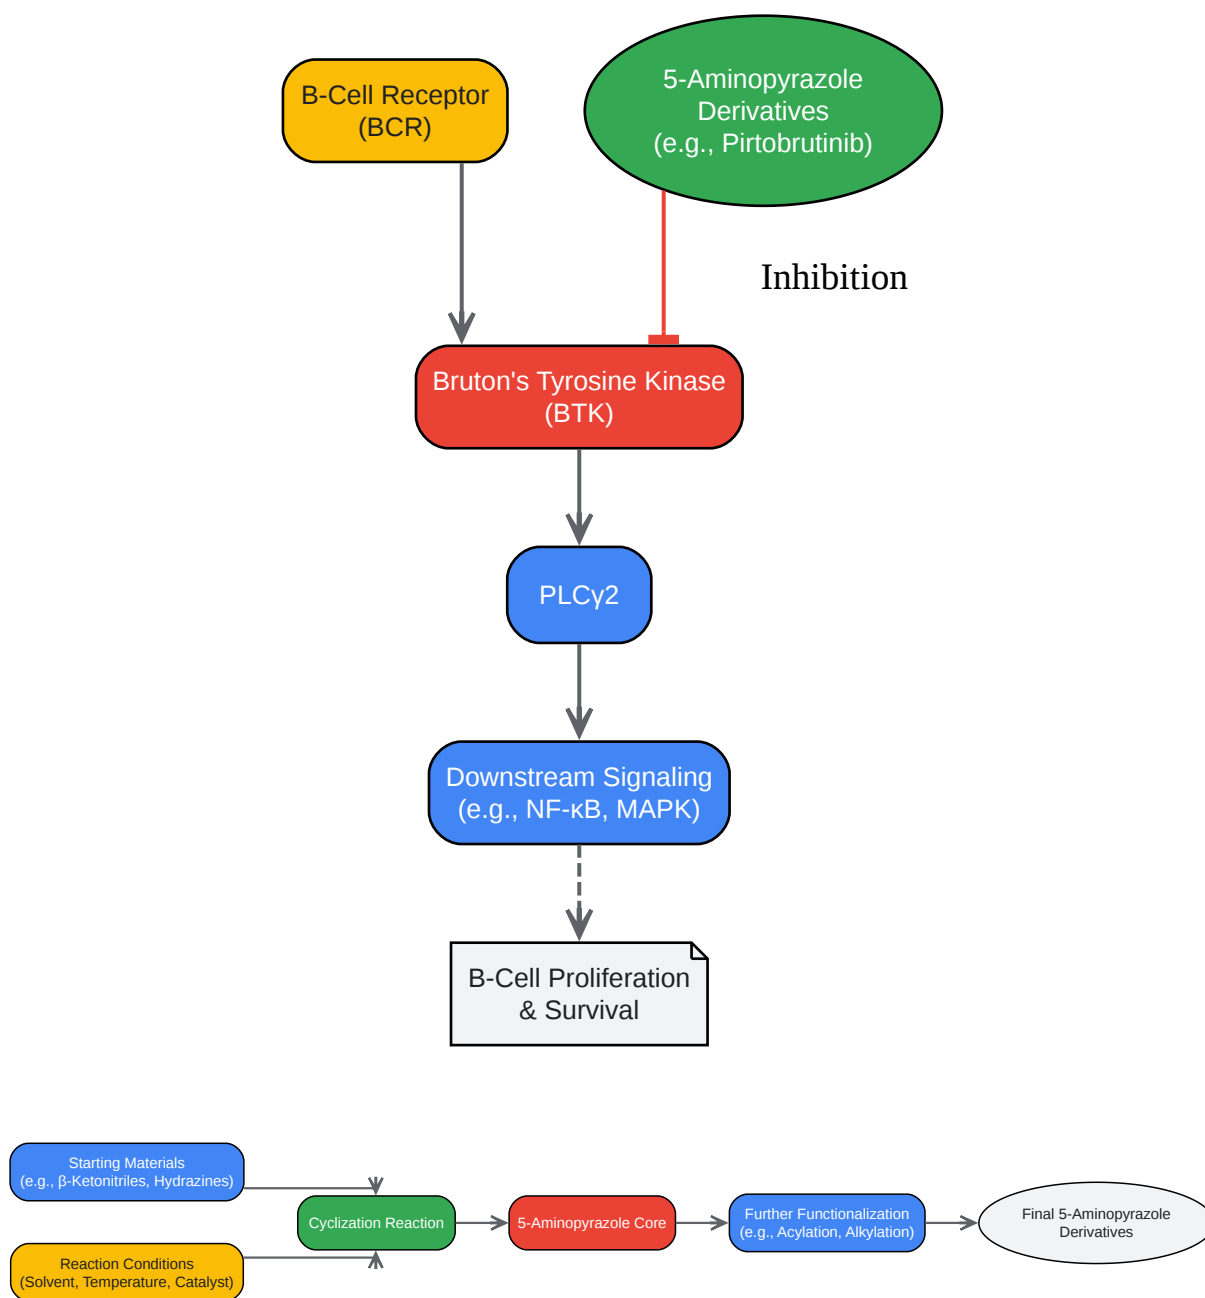 B-Cell Receptor
(BCR)
5-Aminopyrazole
Derivatives
(e.g., Pirtobrutinib)
Inhibition
Bruton's Tyrosine Kinase
(BTK)
PLCγ2
Downstream Signaling
(e.g., NF-κB, MAPK)
B-Cell Proliferation
& Survival
Starting Materials
(e.g., β-Ketonitriles, Hydrazines)
Reaction Conditions
(Solvent, Temperature, Catalyst)
Cyclization Reaction
5-Aminopyrazole Core
Further Functionalization
(e.g., Acylation, Alkylation)
Final 5-Aminopyrazole
Derivatives